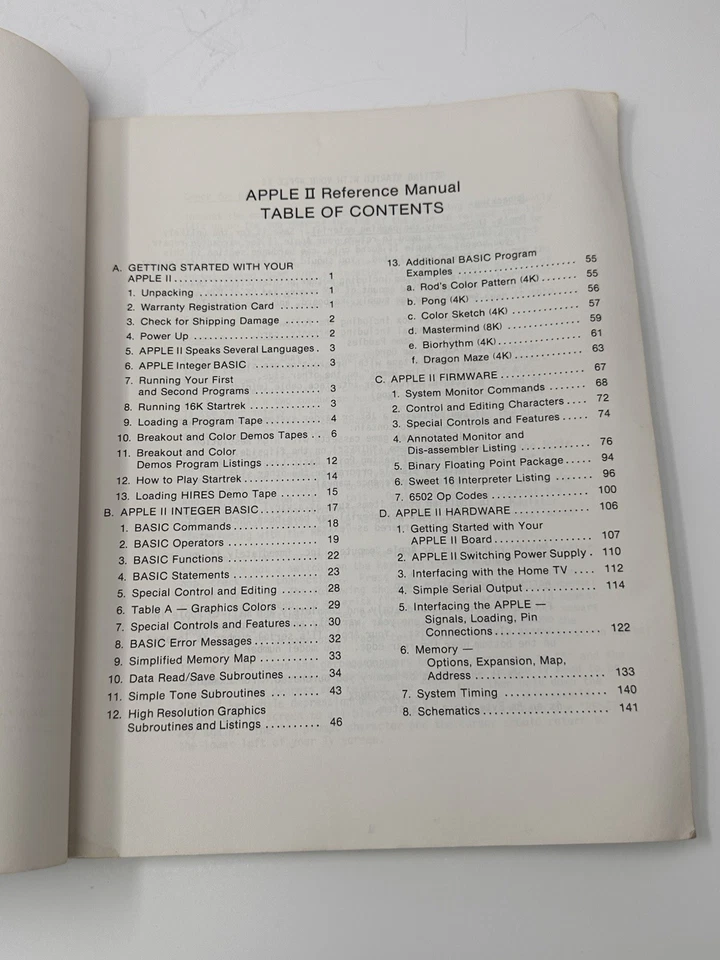 APPLE II Reference Manual
TABLE OF CONTENTS
A. GETTING STARTED WITH YOUR
APPLE II............................ 1
1. Unpacking ...................... 1
2. Warranty Registration Card ........ 1
3. Check for Shipping Damage ....... 2
4. Power Up ...................... 2
5. APPLE II Speaks Several Languages. 3
6. APPLE Integer BASIC ............ 3
7. Running Your First
and Second Programs ............ 3
8. Running 16K Startrek ............. 3
9. Loading a Program Tape........... 4
10. Breakout and Color Demos Tapes .. 6
11. Breakout and Color
Demos Program Listings .......... 12
12. How to Play Startrek.............. 14
13. Loading HIRES Demo Tape ....... 15
B. APPLE II INTEGER BASIC............ 17
1. BASIC Commands................ 18
2. BASIC Operators ................ 19
3. BASIC Functions ................ 22
4. BASIC Statements ............... 23
5. Special Control and Editing ....... 28
6. Table A — Graphics Colors ....... 29
7. Special Controls and Features..... 30
8. BASIC Error Messages............ 32
9. Simplified Memory Map ........... 33
10. Data Read/Save Subroutines ...... 34
11. Simple Tone Subroutines ... ..... 43
12. High Resolution Graphics
Subroutines and Listings .......... 46
13. Additional BASIC Program
Examples ...................... 55
a. Rod's Color Pattern (4K)....... 55
b. Pong (4K) ................... 56
c. Color Sketch (4K) ............. 57
d. Mastermind (8K) .............. 59
e. Biorhythm (4K)................ 61
f. Dragon Maze (4K).............. 63
C. APPLE II FIRMWARE ............... 67
1. System Monitor Commands ....... 68
2. Control and Editing Characters .... 72
3. Special Controls and Features ..... 74
4. Annotated Monitor and
Dis-assembler Listing ............ 76
5. Binary Floating Point Package..... 94
6. Sweet 16 Interpreter Listing ....... 96
7. 6502 Op Codes .................. 100
D. APPLE II HARDWARE ............... 106
1. Getting Started with Your
APPLE II Board.................. 107
2. APPLE II Switching Power Supply . 110
3. Interfacing with the Home TV .... 112
4. Simple Serial Output............. 114
5. Interfacing the APPLE —
Signals, Loading, Pin
Connections.................... 122
6. Memory —
Options, Expansion, Map,
Address ........................ 133
7. System Timing .................. 140
8. Schematics...................... 141